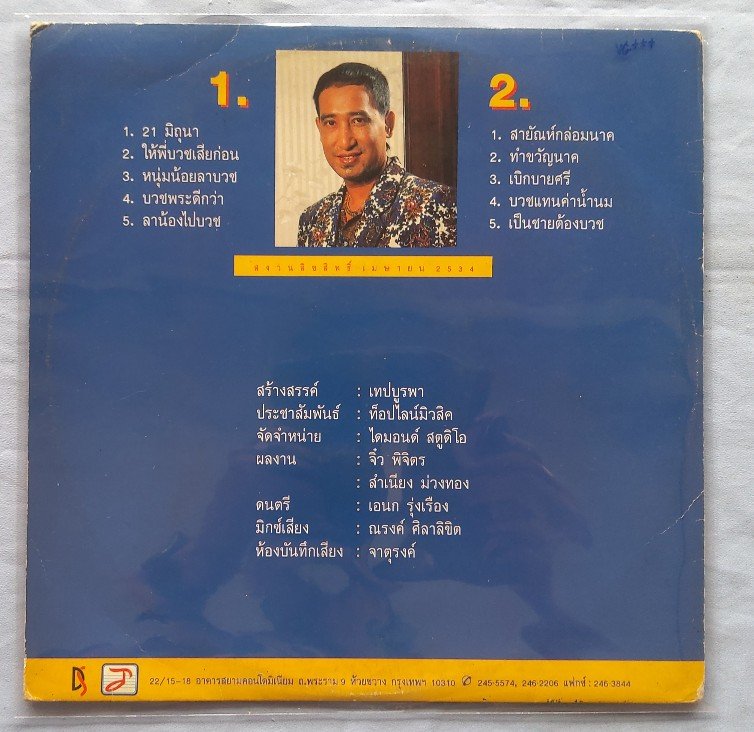 1.
1. 21 มิถุนา
2. ให้พี่บวชเสียก่อน
3. หนุ่มน้อยลาบวช
4. บวชพระดีกว่า
5. ลาน้องไปบวช
2.
1. สายัณห์กล่อมนาค
2. ทำขวัญนาค
3. เบิกบายศรี
4. บวชแทนค่าน้ำนม
5. เป็นชายต้องบวช
สงวนลิขสิทธิ์ เมษายน 2534
สร้างสรรค์ : เทปบูรพา
ประชาสัมพันธ์ : ท็อปไลน์มิวสิค
จัดจำหน่าย : ไดมอนด์ สตูดิโอ
ผลงาน : จิ๋ว พิจิตร
: สำเนียง ม่วงทอง
ดนตรี : เอนก รุ่งเรือง
มิกซ์เสียง : ณรงค์ ศิลาลิขิต
ห้องบันทึกเสียง : จาตุรงค์
22/15-18 อาคารสยามคอนโดมิเนียม ถ.พระราม 9 ห้วยขวาง กรุงเทพฯ 10310 ✆ 245-5574, 246-2206 แฟกซ์ : 246-3844